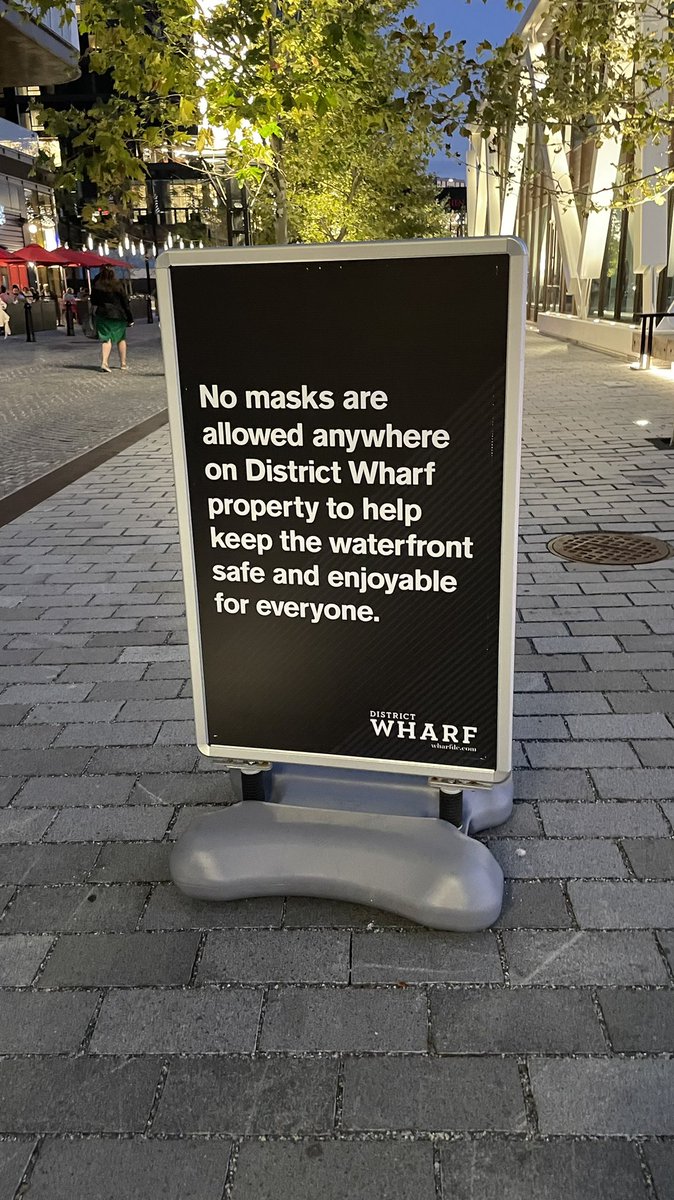 No masks are
allowed anywhere
on District Wharf
property to help
keep the waterfront
safe and enjoyable
for everyone.
DISTRICT
WHARF
wharfdc.com